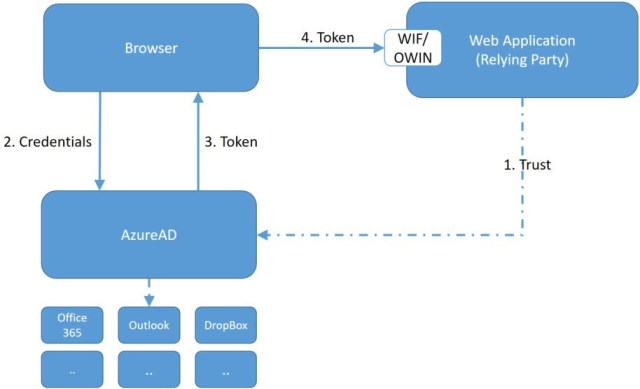 Browser
4. Token
WIF/
OWIN
Web Application
(Relying Party)
2. Credentials
3. Token
1. Trust
AzureAD
Office
365
Outlook
DropBox
..
..
..